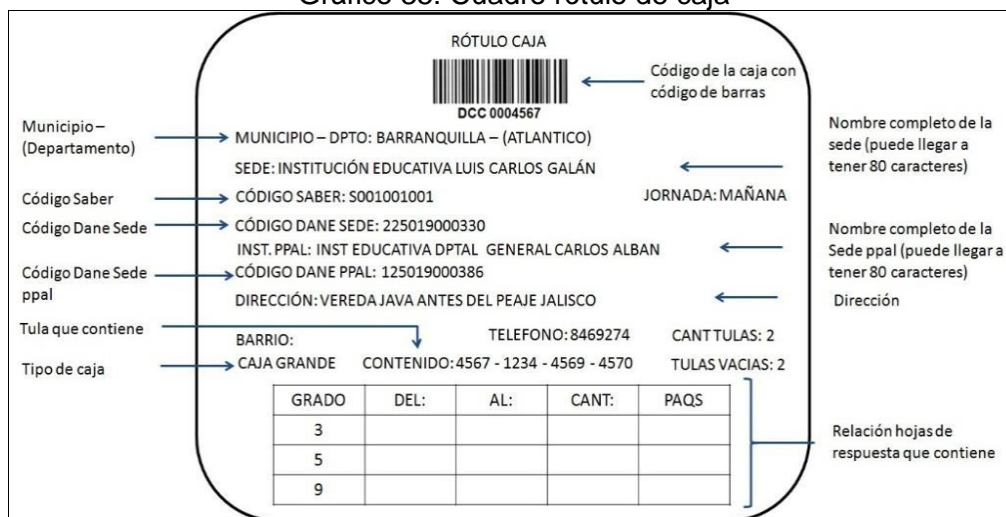 Gráfico 35. Cuadro rótulo de caja
RÓTULO CAJA
Código de la caja con
código de barras
DCC 0004567
Municipio –
(Departamento)
MUNICIPIO – DPTO: BARRANQUILLA – (ATLANTICO)
Nombre completo de la
sede (puede llegar a
tener 80 caracteres)
SEDE: INSTITUCIÓN EDUCATIVA LUIS CARLOS GALÁN
Código Saber
CÓDIGO SABER: S001001001
JORNADA: MAÑANA
Código Dane Sede
CÓDIGO DANE SEDE: 225019000330
Nombre completo de la
Sede ppal (puede llegar a
tener 80 caracteres)
INST. PPAL: INST EDUCATIVA DPTAL GENERAL CARLOS ALBAN
Código Dane Sede
ppal
CÓDIGO DANE PPAL: 125019000386
DIRECCIÓN: VEREDA JAVA ANTES DEL PEAJE JALISCO
Dirección
Tula que contiene
BARRIO:
TELEFONO: 8469274
CANT TULAS: 2
Tipo de caja
CAJA GRANDE
CONTENIDO: 4567 - 1234 - 4569 - 4570
TULAS VACIAS: 2
GRADO DEL: AL: CANT: PAQS
3
5
9
Relación hojas de
respuesta que contiene